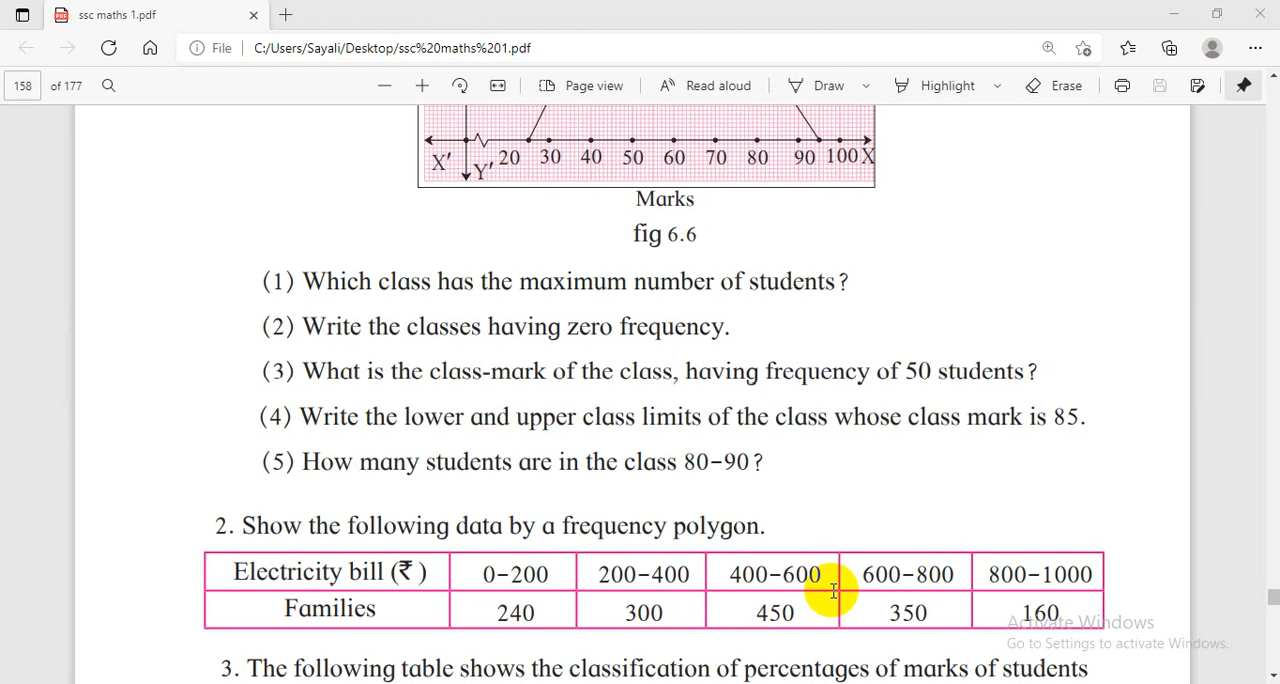 ssc maths 1.pdf
File C:/Users/Sayali/Desktop/ssc%20maths%201.pdf
158 of 177 Page view Read aloud Draw Highlight Erase
X' Y' 20 30 40 50 60 70 80 90 100 X
Marks
fig 6.6
(1) Which class has the maximum number of students?
(2) Write the classes having zero frequency.
(3) What is the class-mark of the class, having frequency of 50 students?
(4) Write the lower and upper class limits of the class whose class mark is 85.
(5) How many students are in the class 80-90?
2. Show the following data by a frequency polygon.
Electricity bill (₹) 0-200 200-400 400-600 600-800 800-1000
Families 240 300 450 350 160
Activate Windows
Go to Settings to activate Windows.
3. The following table shows the classification of percentages of marks of students